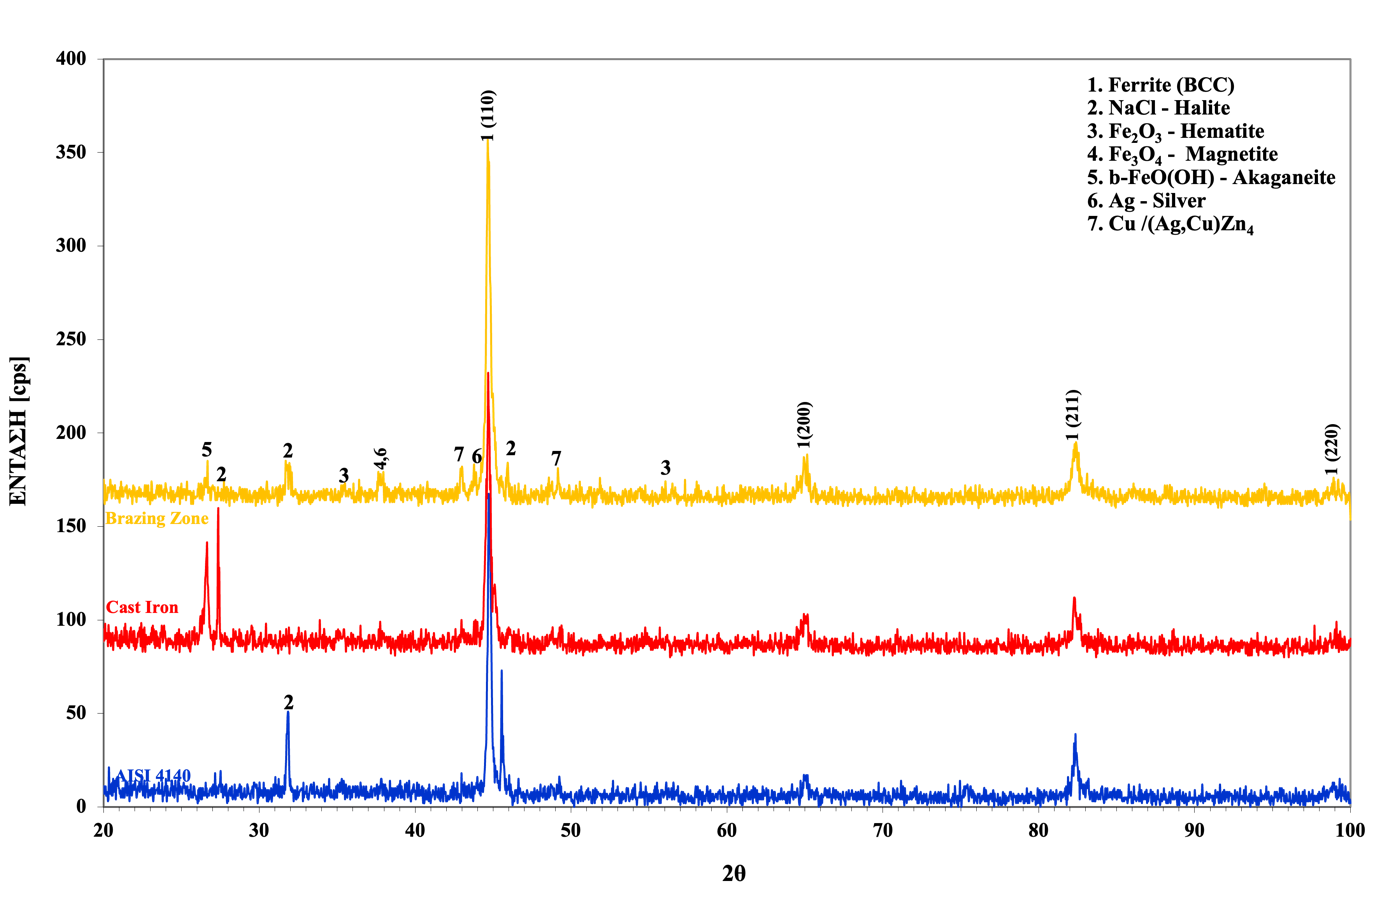 400
350
300
250
200
150
100
50
0
ΕΝΤΑΣΗ [cps]
1. Ferrite (BCC)
2. NaCl - Halite
3. Fe₂O₃ - Hematite
4. Fe₃O₄ - Magnetite
5. b-FeO(OH) - Akaganeite
6. Ag - Silver
7. Cu /(Ag,Cu)Zn₄
1 (110)
5
2
2
3
4,6
7
6
2
7
3
1(200)
1 (211)
1 (220)
Brazing Zone
Cast Iron
2
AISI 4140
20
30
40
50
60
70
80
90
100
2θ